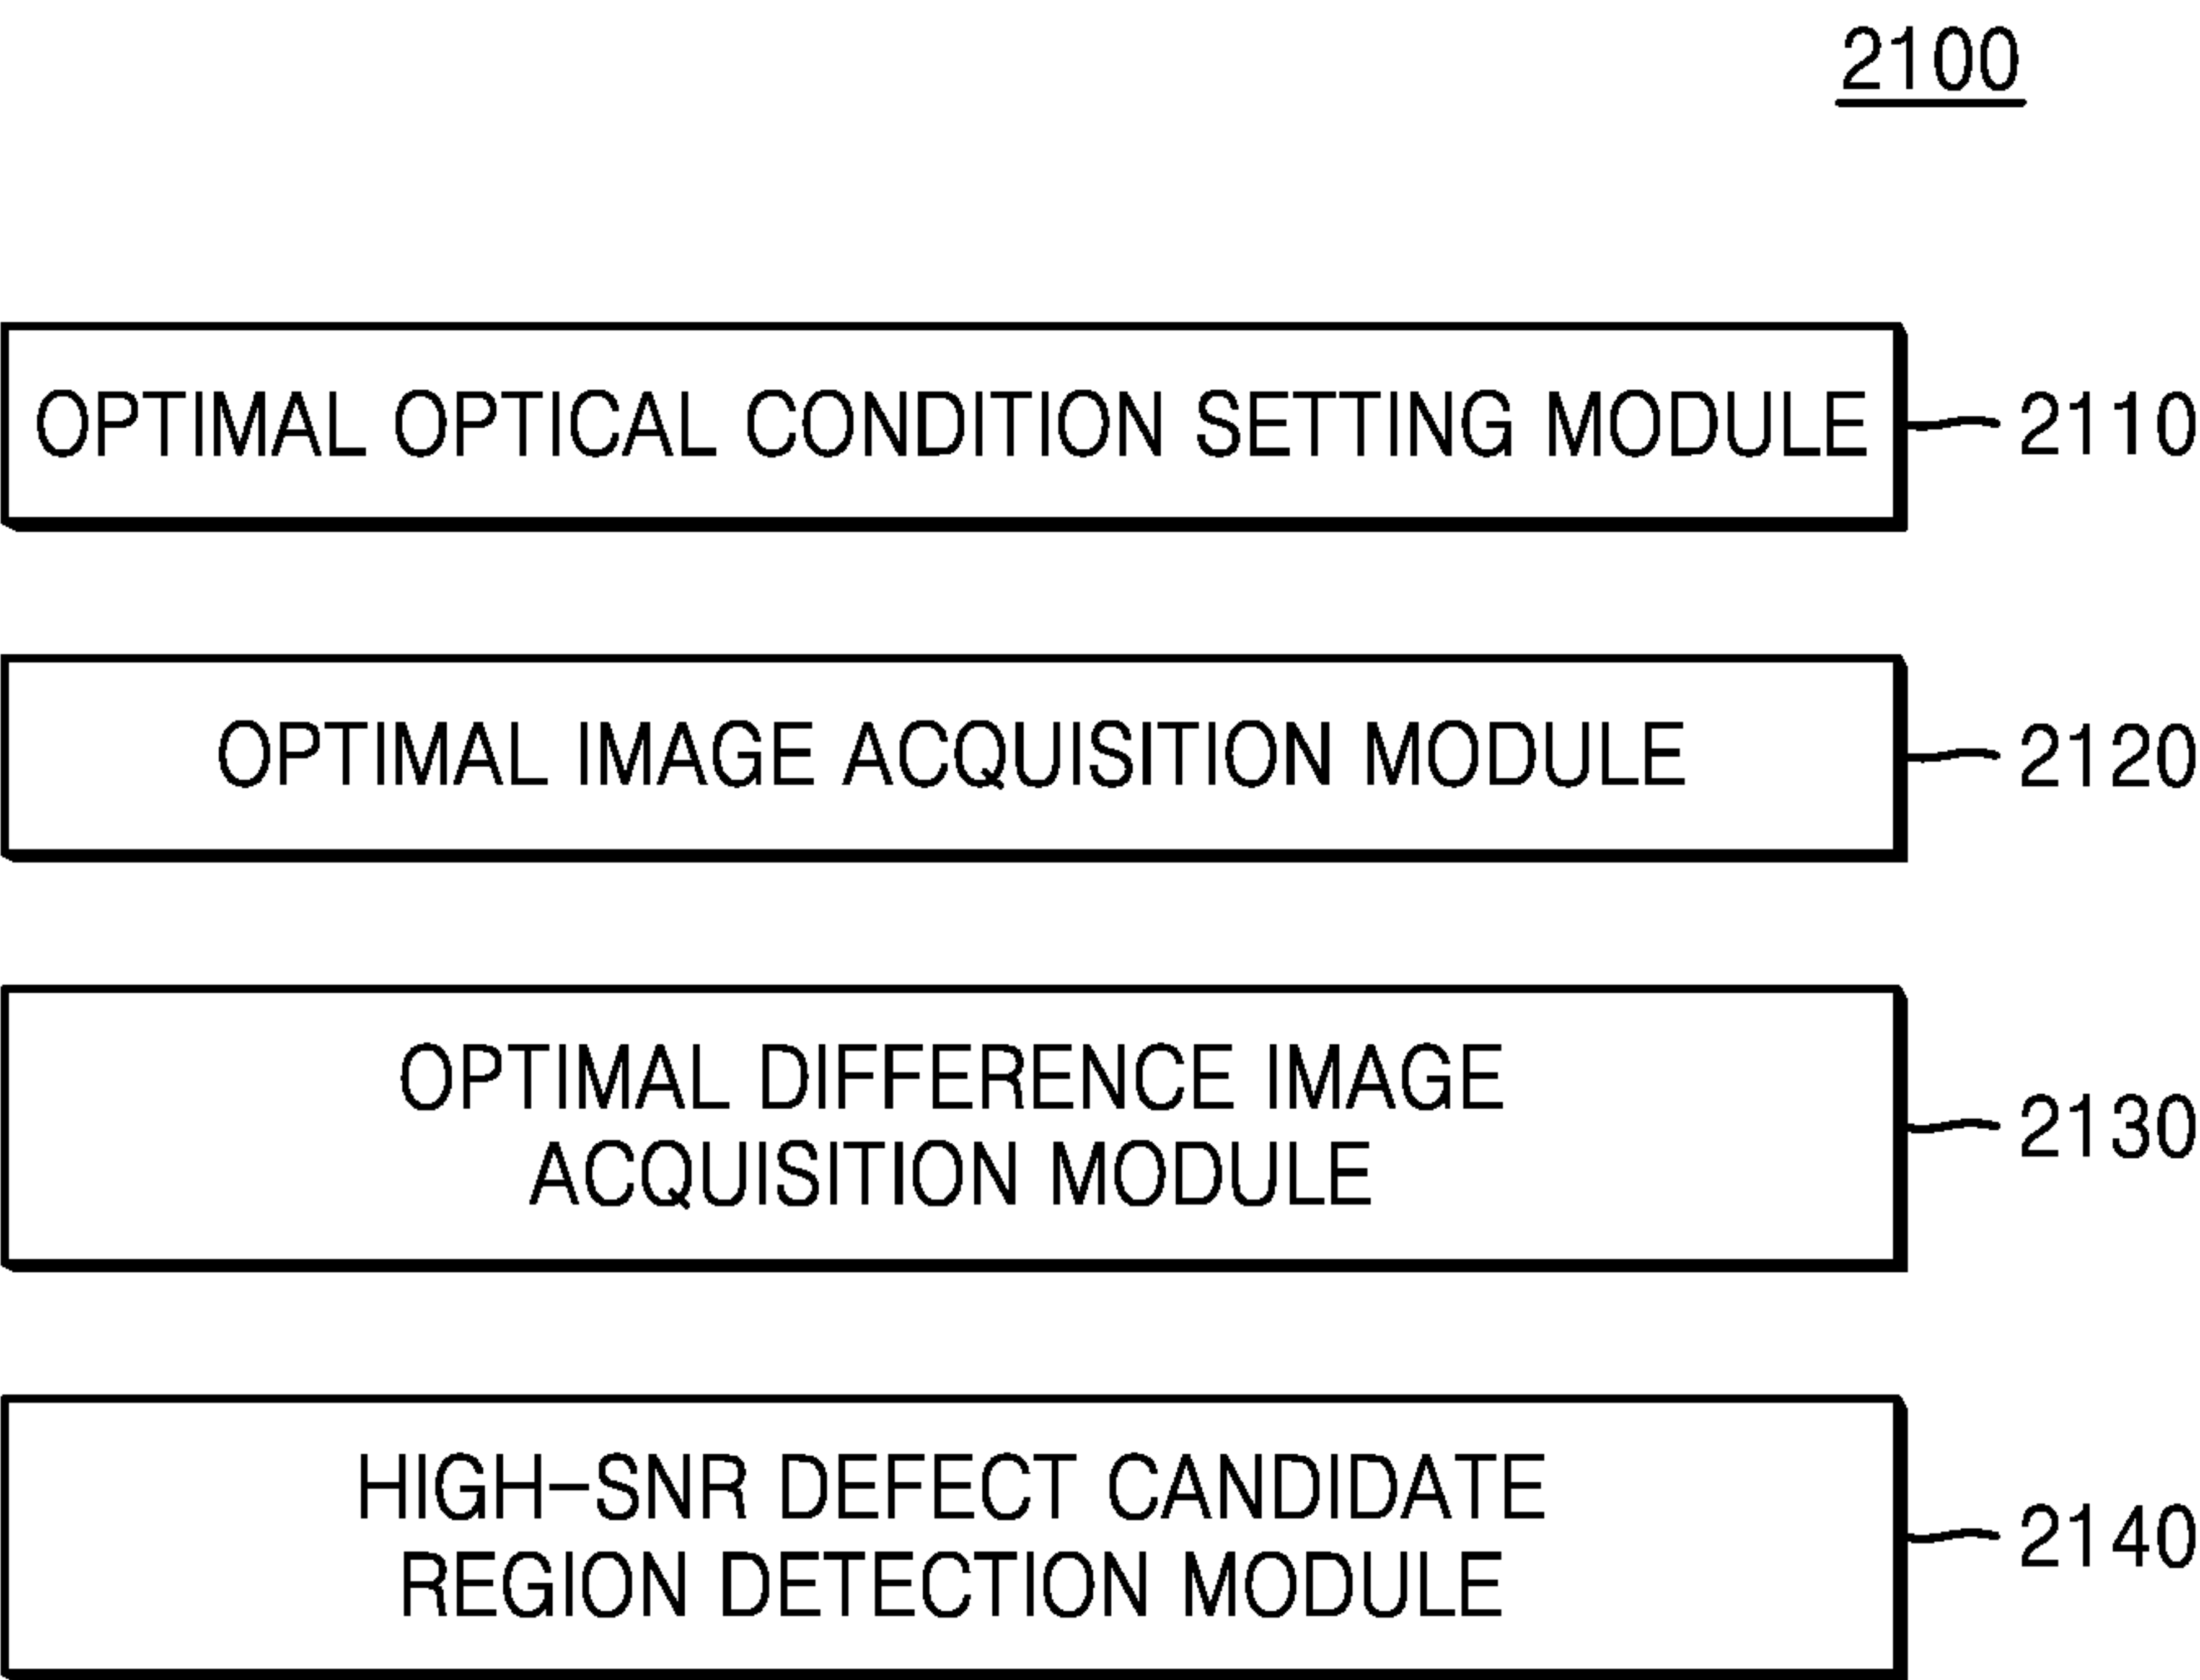 2100
OPTIMAL OPTICAL CONDITION SETTING MODULE 2110
OPTIMAL IMAGE ACQUISITION MODULE 2120
OPTIMAL DIFFERENCE IMAGE
ACQUISITION MODULE
2130
HIGH-SNR DEFECT CANDIDATE
REGION DETECTION MODULE
2140